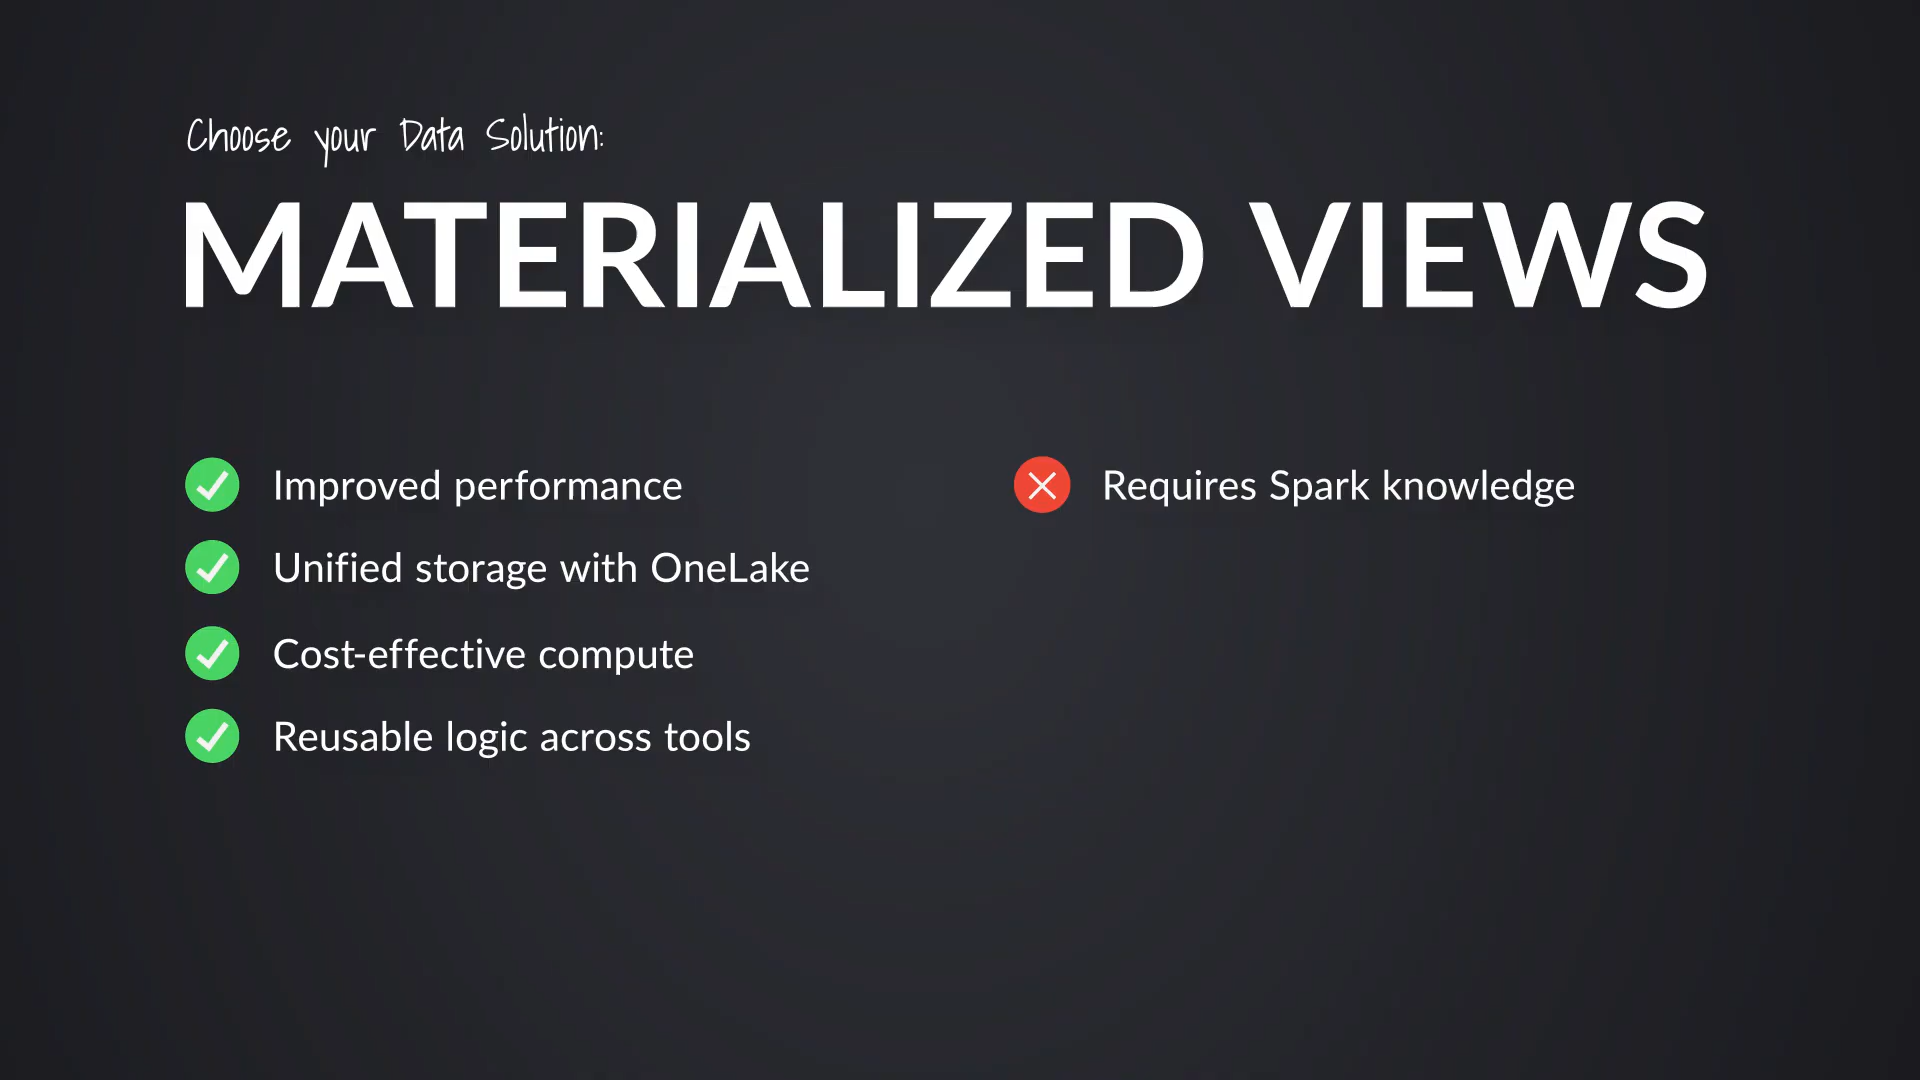 Choose your Data Solution:
MATERIALIZED VIEWS
Improved performance
Unified storage with OneLake
Cost-effective compute
Reusable logic across tools
Requires Spark knowledge